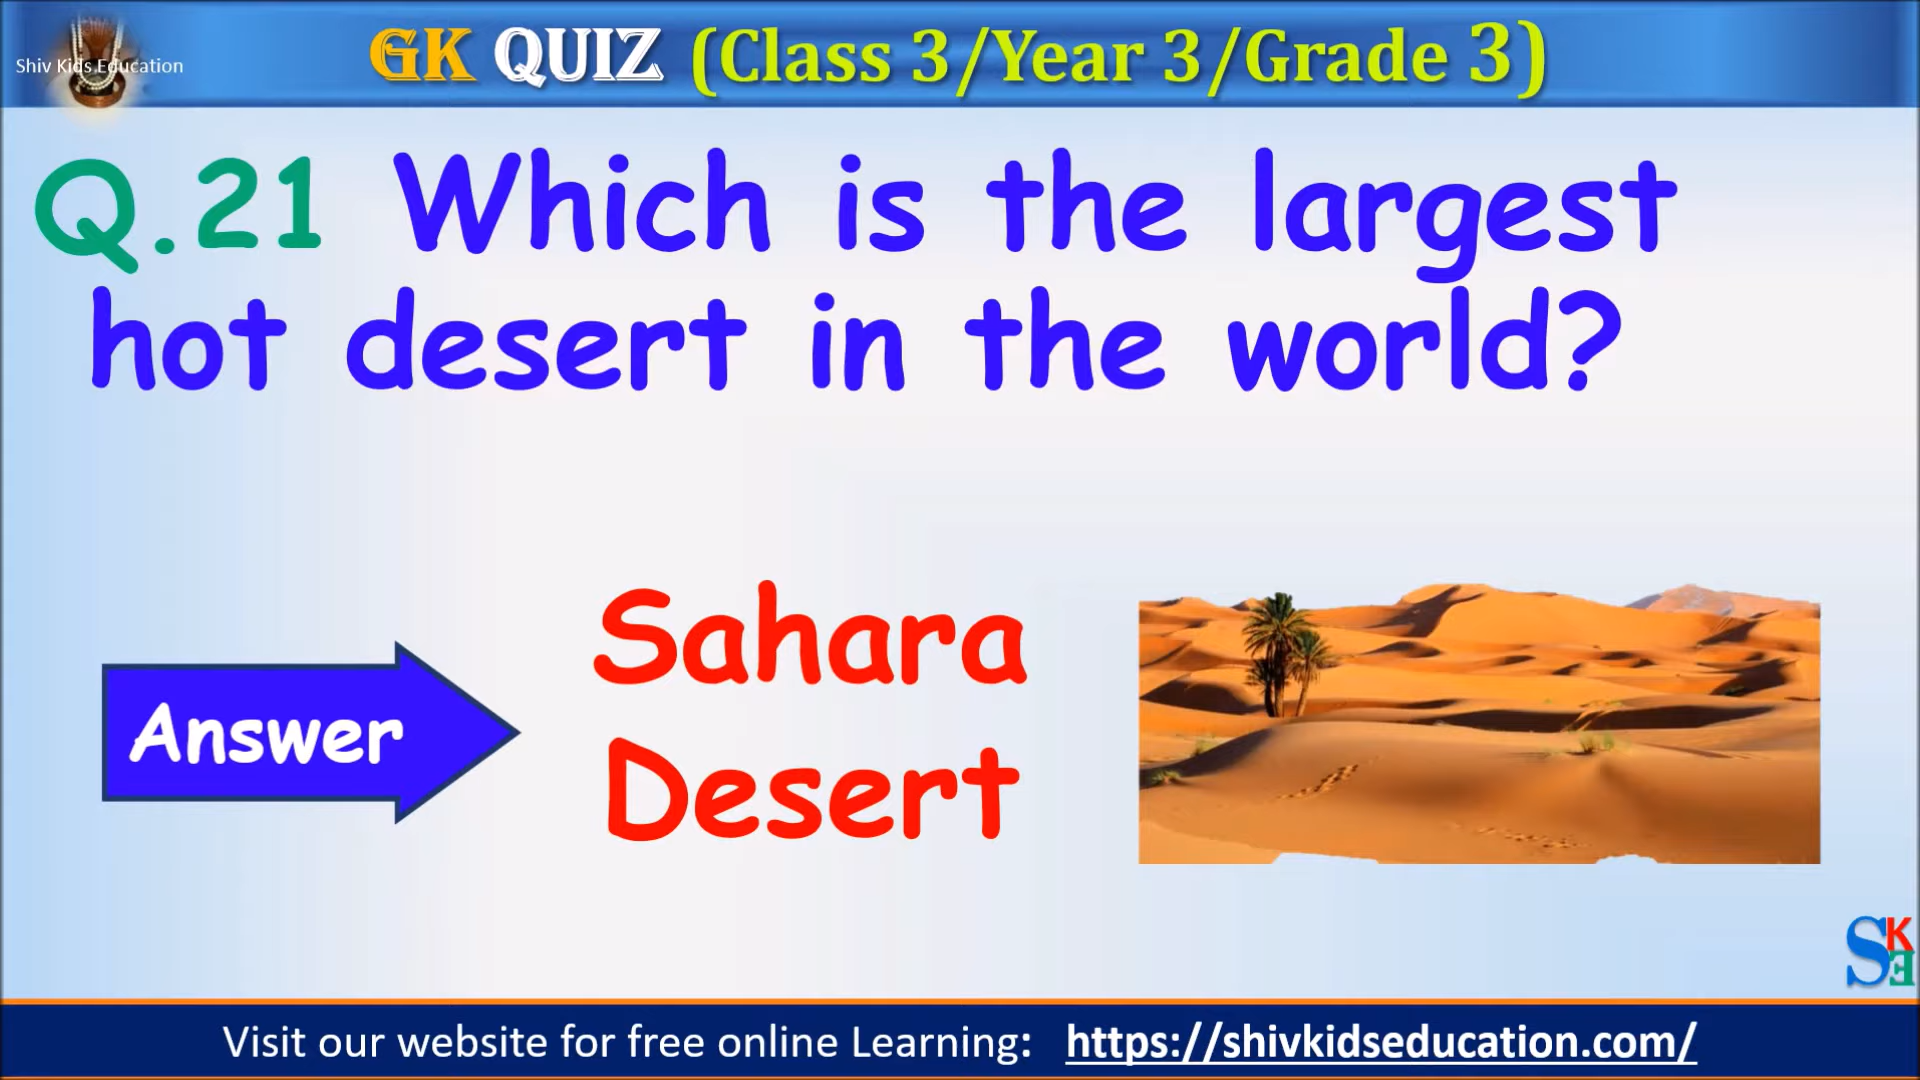 Shiv Kids Education
GK QUIZ (Class 3/Year 3/Grade 3)
Q.21 Which is the largest
hot desert in the world?
Answer
Sahara
Desert
SKE
Visit our website for free online Learning: https://shivkidseducation.com/